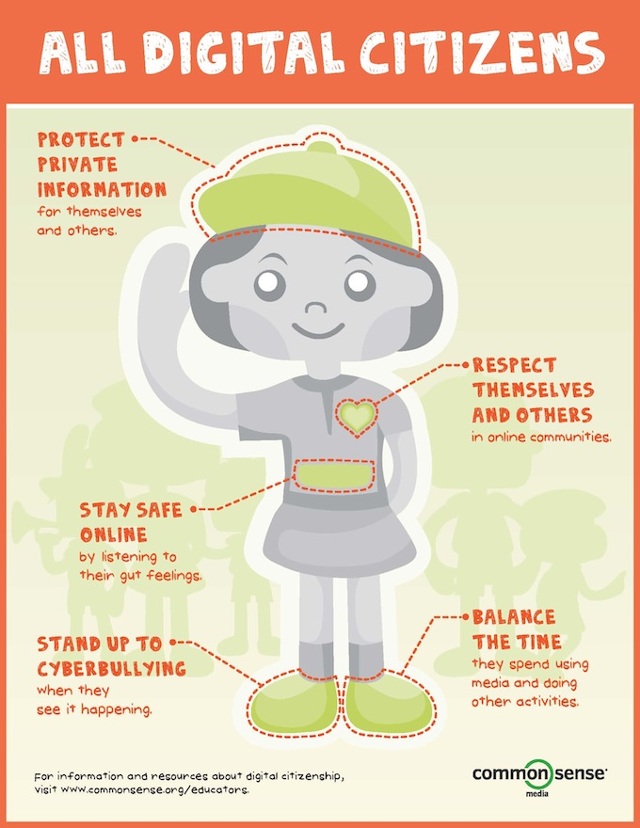 ALL DIGITAL CITIZENS
PROTECT
PRIVATE
INFORMATION
for themselves
and others.
RESPECT
THEMSELVES
AND OTHERS
in online communities.
STAY SAFE
ONLINE
by listening to
their gut feelings.
STAND UP TO
CYBERBULLYING
when they
see it happening.
BALANCE
THE TIME
they spend using
media and doing
other activities.
For information and resources about digital citizenship,
visit www.commonsense.org/educators.
common sense®
media